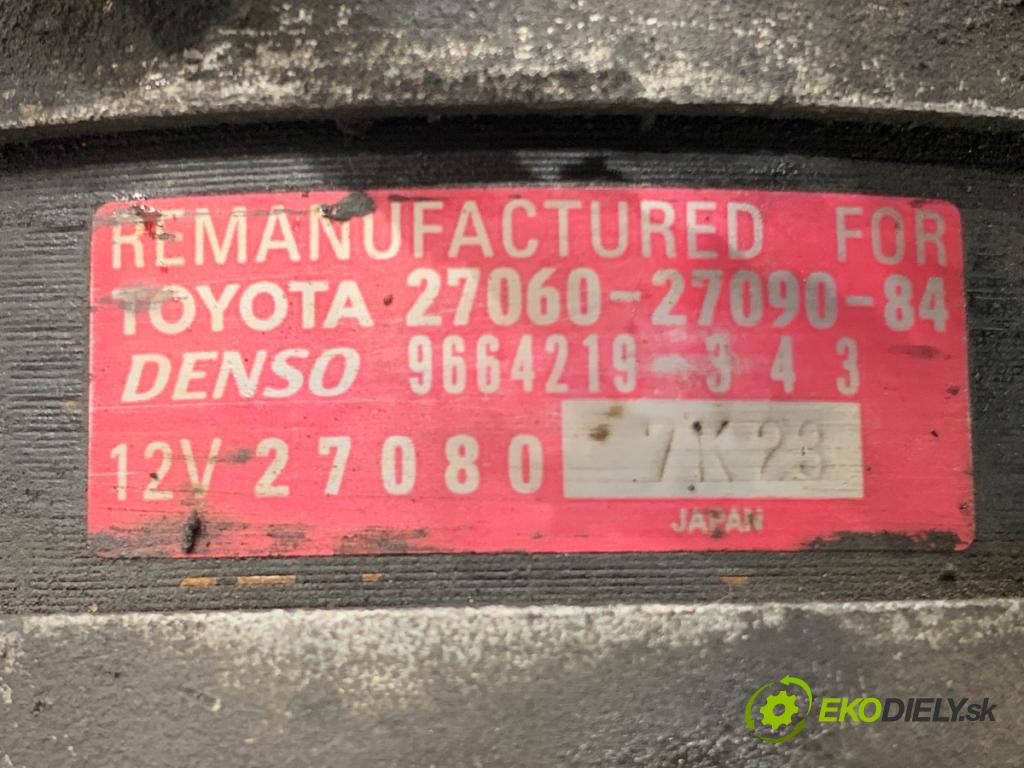 REMANUFACTURED FOR
TOYOTA 27060-27090-84
DENSO 9664219-343
12V 27080 7K23
JAPAN
EKODIELY.sk